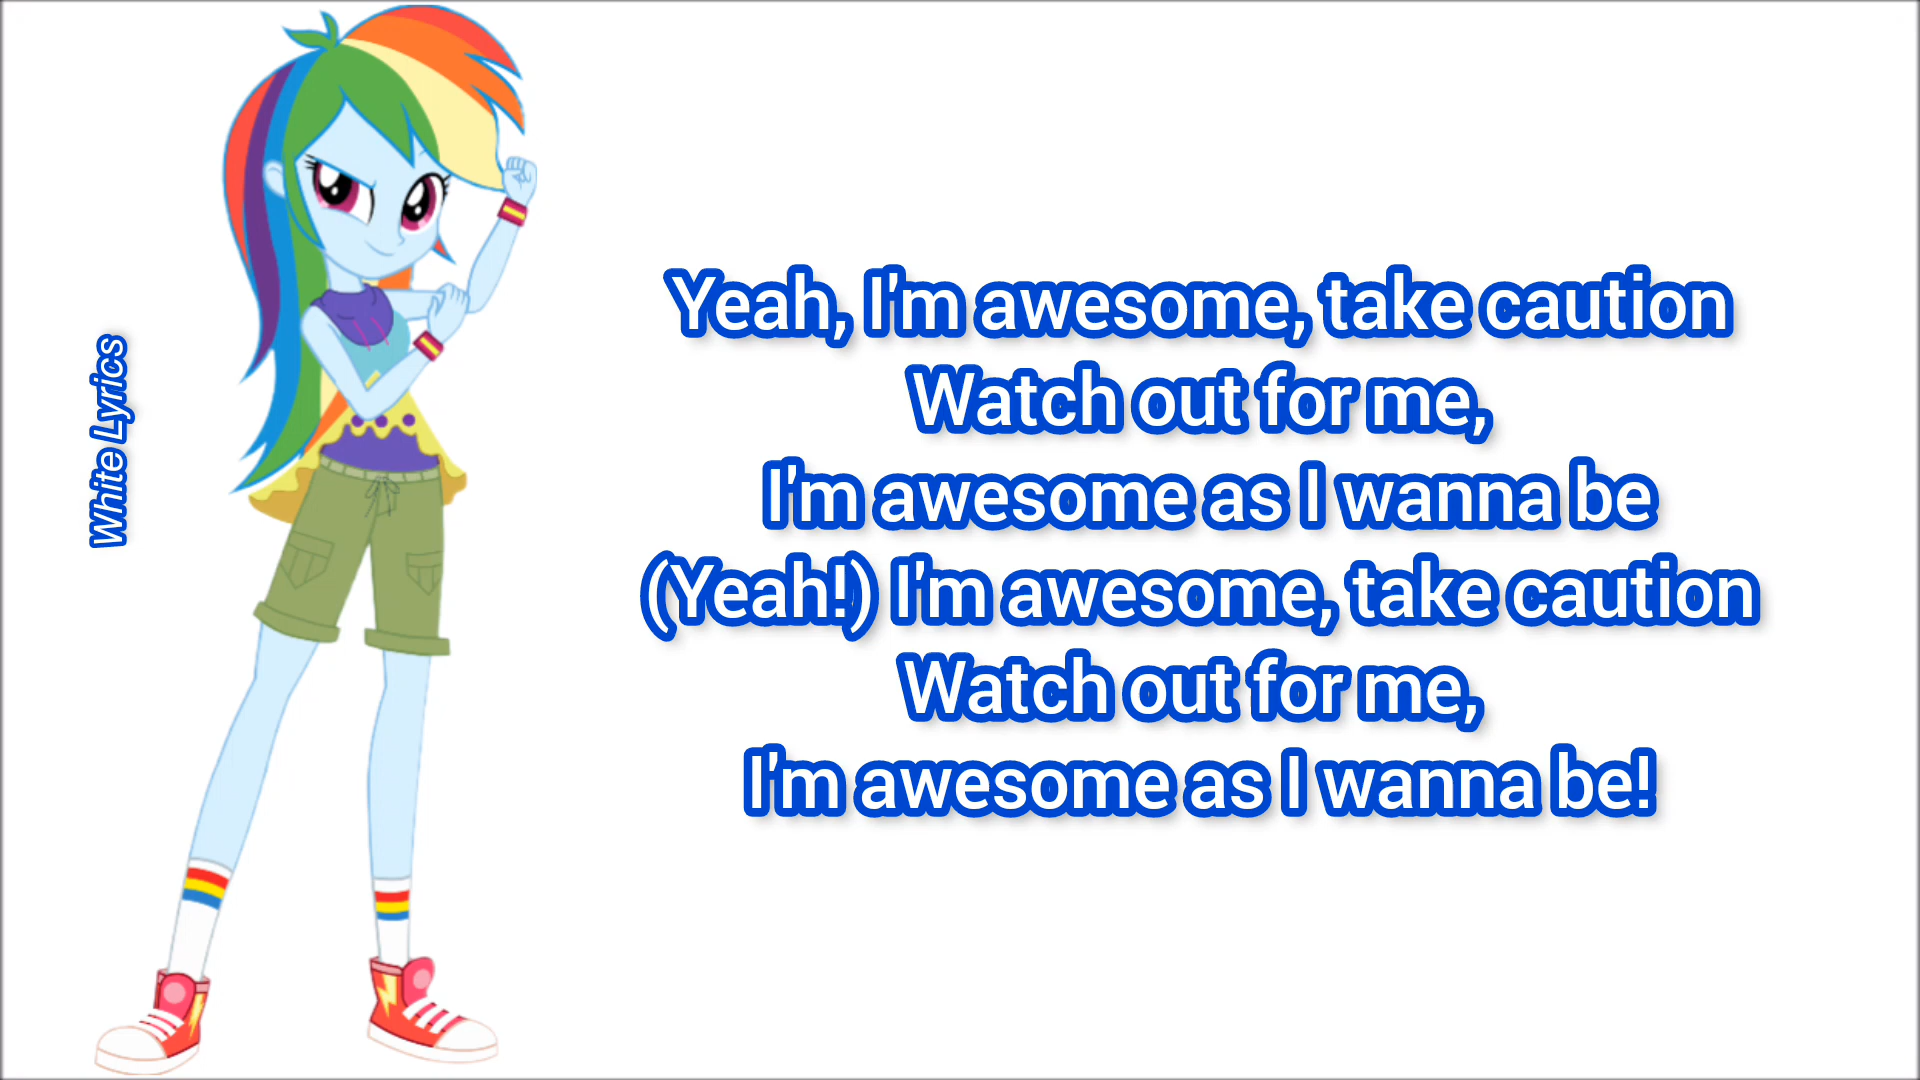 White Lyrics
Yeah, I'm awesome, take caution
Watch out for me,
I'm awesome as I wanna be
(Yeah!) I'm awesome, take caution
Watch out for me,
I'm awesome as I wanna be!